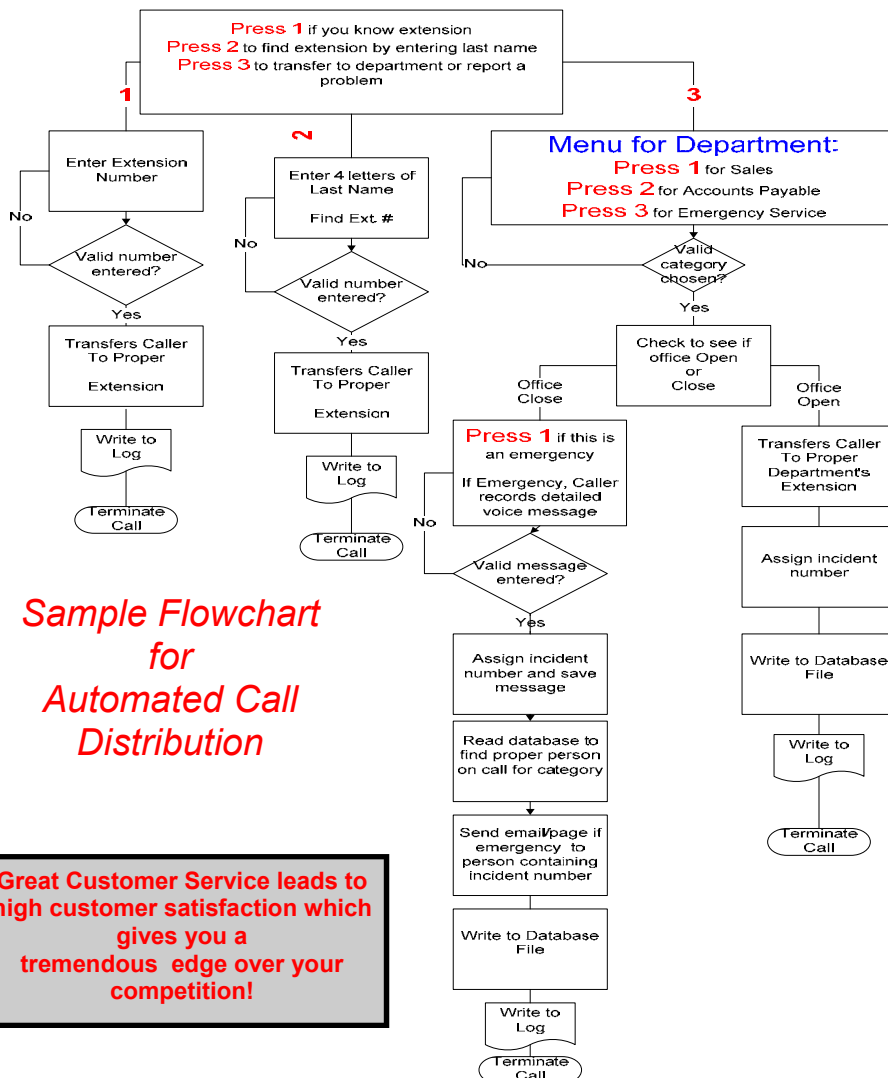 Press 1 if you know extension
Press 2 to find extension by entering last name
Press 3 to transfer to department or report a
problem
1
2
3
Enter Extension
Number
No
Valid number
entered?
Yes
Transfers Caller
To Proper
Extension
Write to
Log
Terminate
Call
Enter 4 letters of
Last Name
Find Ext. #
No
Valid number
entered?
Yes
Transfers Caller
To Proper
Extension
Write to
Log
Terminate
Call
Menu for Department:
Press 1 for Sales
Press 2 for Accounts Payable
Press 3 for Emergency Service
No
Valid
category
chosen?
Yes
Check to see if
office Open
or
Close
Office
Close
Office
Open
Press 1 if this is
an emergency
If Emergency, Caller
records detailed
voice message
No
Valid message
entered?
Yes
Assign incident
number and save
message
Read database to
find proper person
on call for category
Send email/page if
emergency to
person containing
incident number
Write to Database
File
Write to
Log
Terminate
Call
Transfers Caller
To Proper
Department's
Extension
Assign incident
number
Write to Database
File
Write to
Log
Terminate
Call
Sample Flowchart
for
Automated Call
Distribution
Great Customer Service leads to
high customer satisfaction which
gives you a
tremendous edge over your
competition!